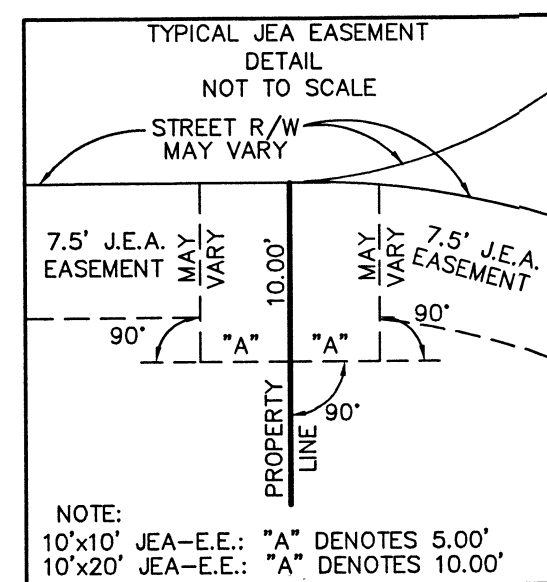 TYPICAL JEA EASEMENT
DETAIL
NOT TO SCALE
STREET R/W
MAY VARY
7.5' J.E.A.
EASEMENT
MAY
VARY
10.00'
MAY
VARY
7.5' J.E.A.
EASEMENT
90°
"A"
"A"
90°
90°
PROPERTY
LINE
NOTE:
10'x10' JEA-E.E.: "A" DENOTES 5.00'
10'x20' JEA-E.E.: "A" DENOTES 10.00'